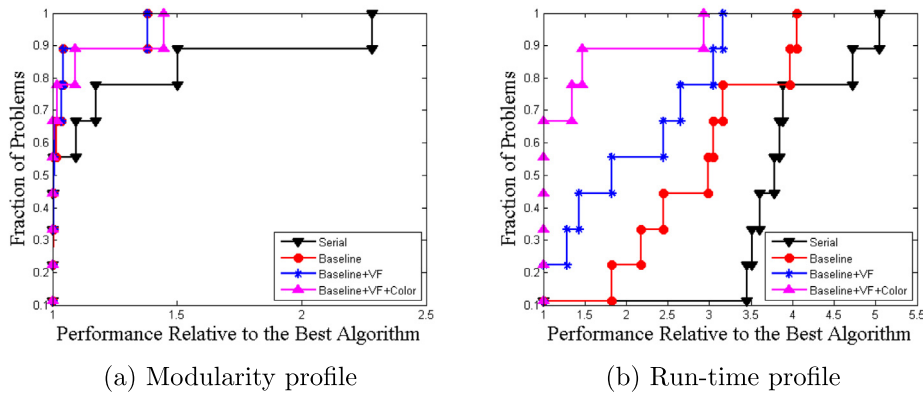 1
0.9
0.8
0.7
0.6
0.5
0.4
0.3
0.2
0.1
Fraction of Problems
1
1.5
2
2.5
Performance Relative to the Best Algorithm
Serial
Baseline
Baseline+VF
Baseline+VF+Color
(a) Modularity profile
1
0.9
0.8
0.7
0.6
0.5
0.4
0.3
0.2
0.1
Fraction of Problems
1
1.5
2
2.5
3
3.5
4
4.5
5
5.5
Performance Relative to the Best Algorithm
Serial
Baseline
Baseline+VF
Baseline+VF+Color
(b) Run-time profile